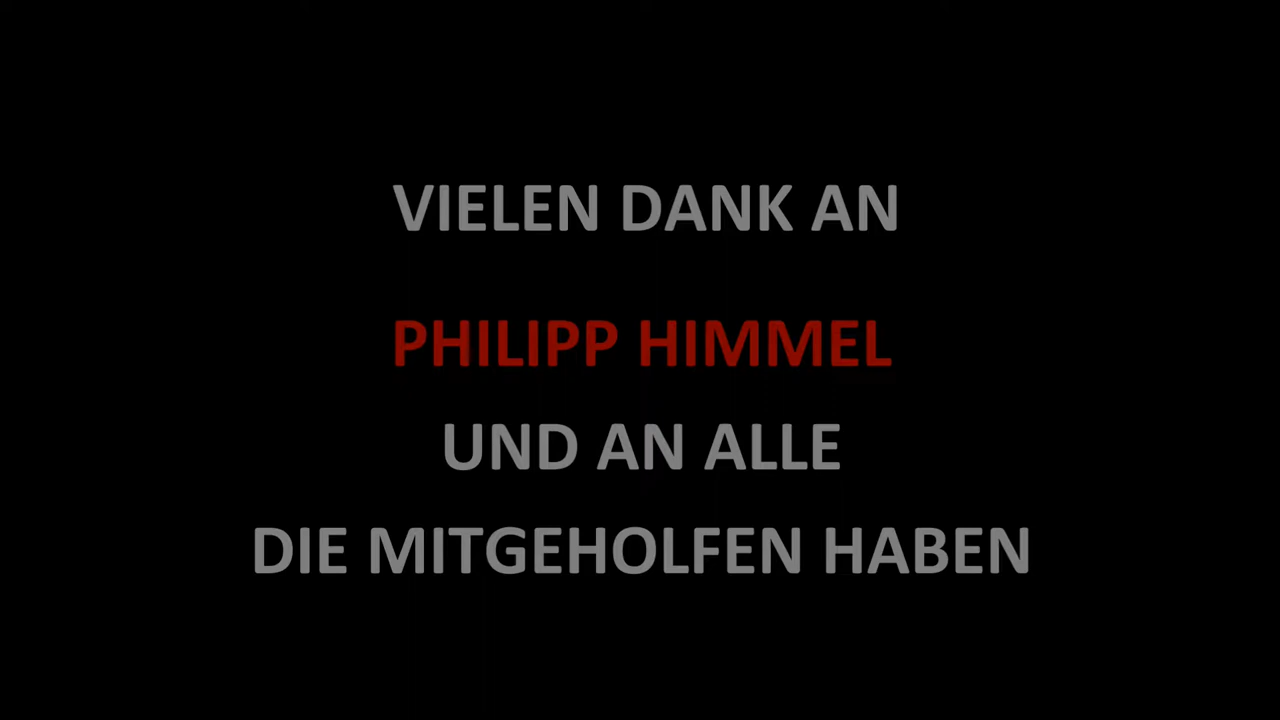 VIELEN DANK AN
PHILIPP HIMMEL
UND AN ALLE
DIE MITGEHOLFEN HABEN